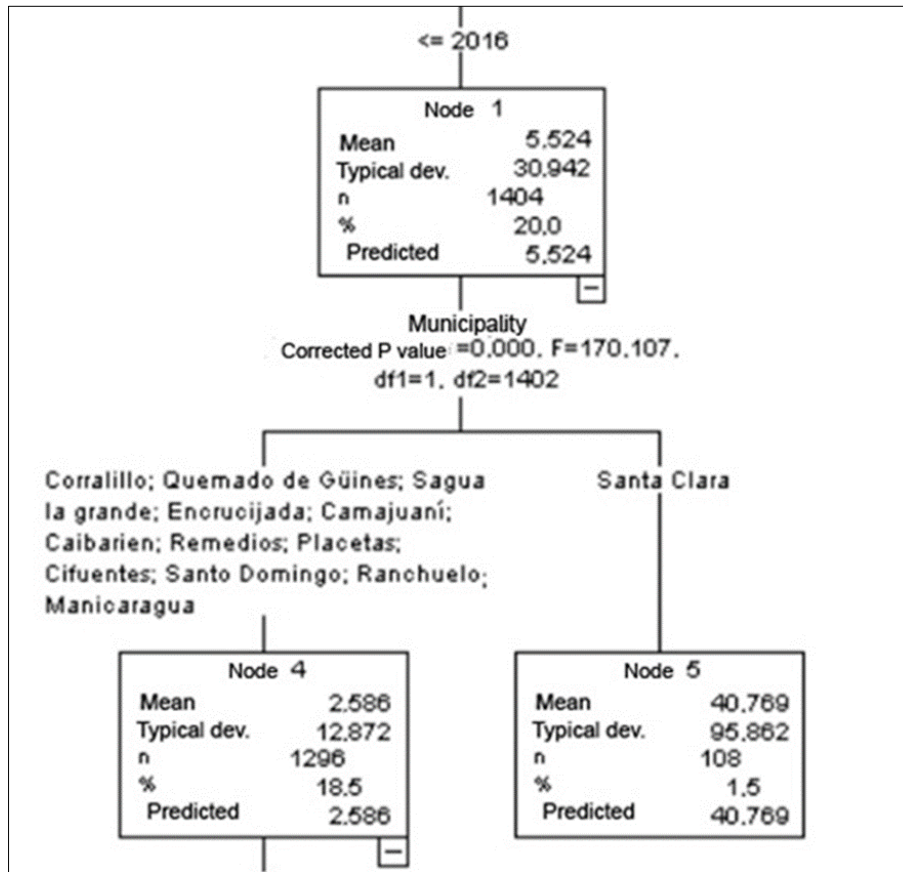 <= 2016
Node 1
Mean 5.524
Typical dev. 30.942
n 1404
% 20.0
Predicted 5.524
Municipality
Corrected P value =0.000. F=170.107.
df1=1. df2=1402
Corralillo; Quemado de Güines; Sagua
la grande; Encrucijada; Camajuaní;
Caibarien; Remedios; Placetas;
Cifuentes; Santo Domingo; Ranchuelo;
Manicaragua
Santa Clara
Node 4
Mean 2.586
Typical dev. 12.872
n 1296
% 18.5
Predicted 2.586
Node 5
Mean 40.769
Typical dev. 95.862
n 108
% 1.5
Predicted 40.769